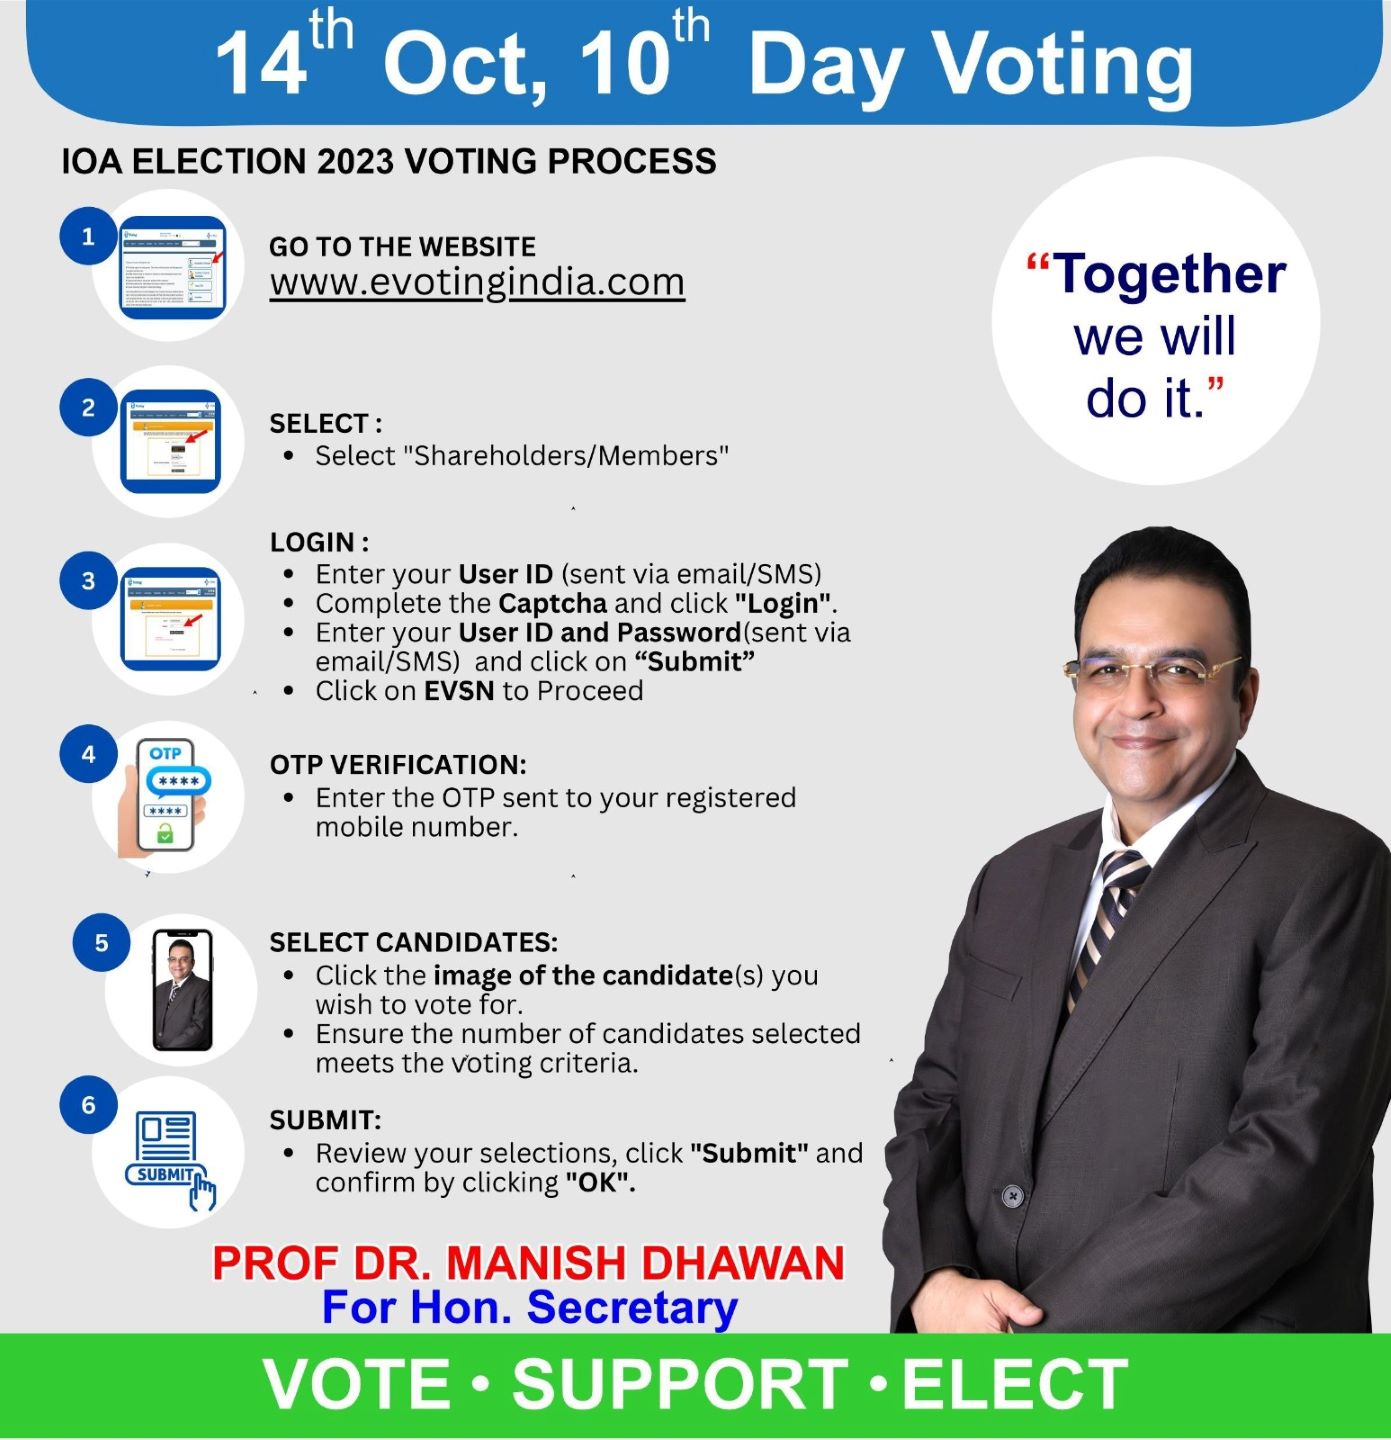 14th Oct, 10th Day Voting
IOA ELECTION 2023 VOTING PROCESS
1
GO TO THE WEBSITE
www.evotingindia.com
“Together
we will
do it.”
2
SELECT :
• Select "Shareholders/Members"
3
LOGIN :
• Enter your User ID (sent via email/SMS)
• Complete the Captcha and click "Login".
• Enter your User ID and Password(sent via
email/SMS) and click on “Submit”
• Click on EVSN to Proceed
4
OTP
****
****
OTP VERIFICATION:
• Enter the OTP sent to your registered
mobile number.
5
SELECT CANDIDATES:
• Click the image of the candidate(s) you
wish to vote for.
• Ensure the number of candidates selected
meets the voting criteria.
6
SUBMIT
SUBMIT:
• Review your selections, click "Submit" and
confirm by clicking "OK".
PROF DR. MANISH DHAWAN
For Hon. Secretary
VOTE • SUPPORT • ELECT